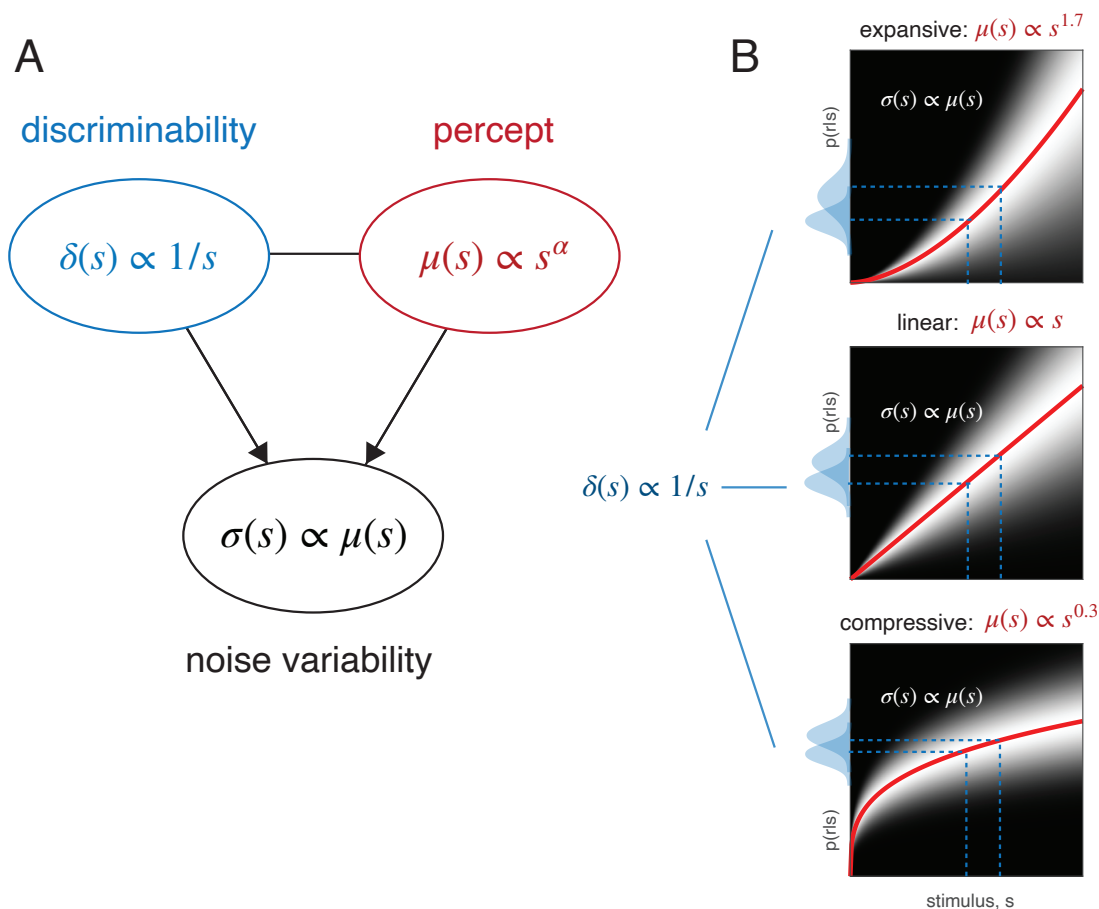 A
discriminability
percept
δ(s) ∝ 1/s
μ(s) ∝ s^α
σ(s) ∝ μ(s)
noise variability
B
expansive: μ(s) ∝ s^1.7
σ(s) ∝ μ(s)
p(r|s)
linear: μ(s) ∝ s
σ(s) ∝ μ(s)
p(r|s)
δ(s) ∝ 1/s
compressive: μ(s) ∝ s^0.3
σ(s) ∝ μ(s)
p(r|s)
stimulus, s